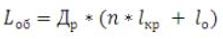 L_об = Д_р * (n * l_кр + l_о)